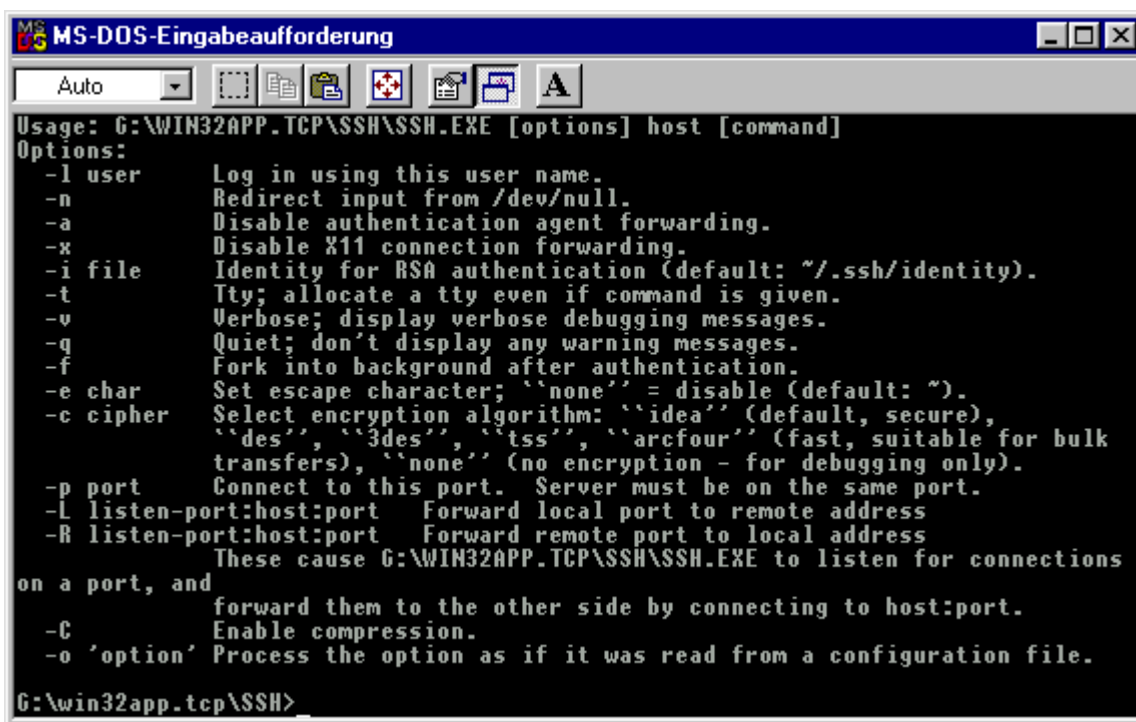 MS-DOS-Eingabeaufforderung
Auto A
Usage: G:\WIN32APP.TCP\SSH\SSH.EXE [options] host [command]
Options:
  -l user      Log in using this user name.
  -n           Redirect input from /dev/null.
  -a           Disable authentication agent forwarding.
  -x           Disable X11 connection forwarding.
  -i file      Identity for RSA authentication (default: ~/.ssh/identity).
  -t           Tty; allocate a tty even if command is given.
  -v           Verbose; display verbose debugging messages.
  -q           Quiet; don't display any warning messages.
  -f           Fork into background after authentication.
  -e char      Set escape character; ``none'' = disable (default: ~).
  -c cipher    Select encryption algorithm: ``idea'' (default, secure),
               ``des'', ``3des'', ``tss'', ``arcfour'' (fast, suitable for bulk
               transfers), ``none'' (no encryption - for debugging only).
  -p port      Connect to this port.  Server must be on the same port.
  -L listen-port:host:port   Forward local port to remote address
  -R listen-port:host:port   Forward remote port to local address
               These cause G:\WIN32APP.TCP\SSH\SSH.EXE to listen for connections
on a port, and
               forward them to the other side by connecting to host:port.
  -C           Enable compression.
  -o 'option'  Process the option as if it was read from a configuration file.
G:\win32app.tcp\SSH>_